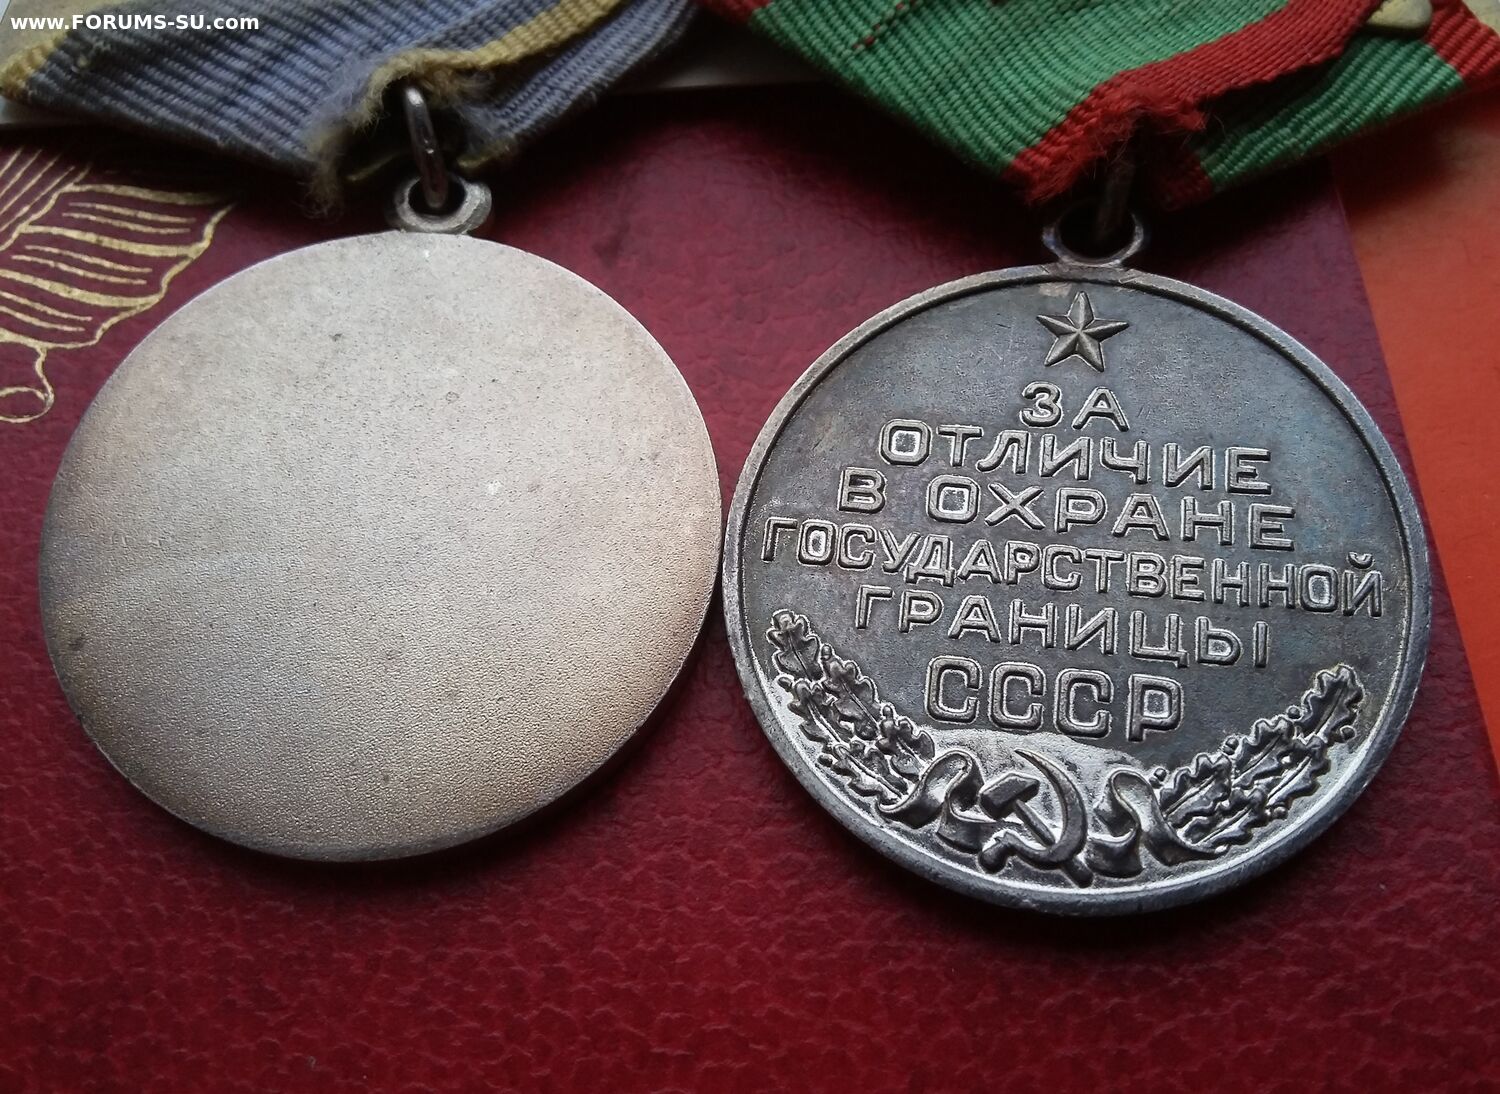 www.FORUMS-SU.com
ЗА
ОТЛИЧИЕ
В ОХРАНЕ
ГОСУДАРСТВЕННОЙ
ГРАНИЦЫ
СССР